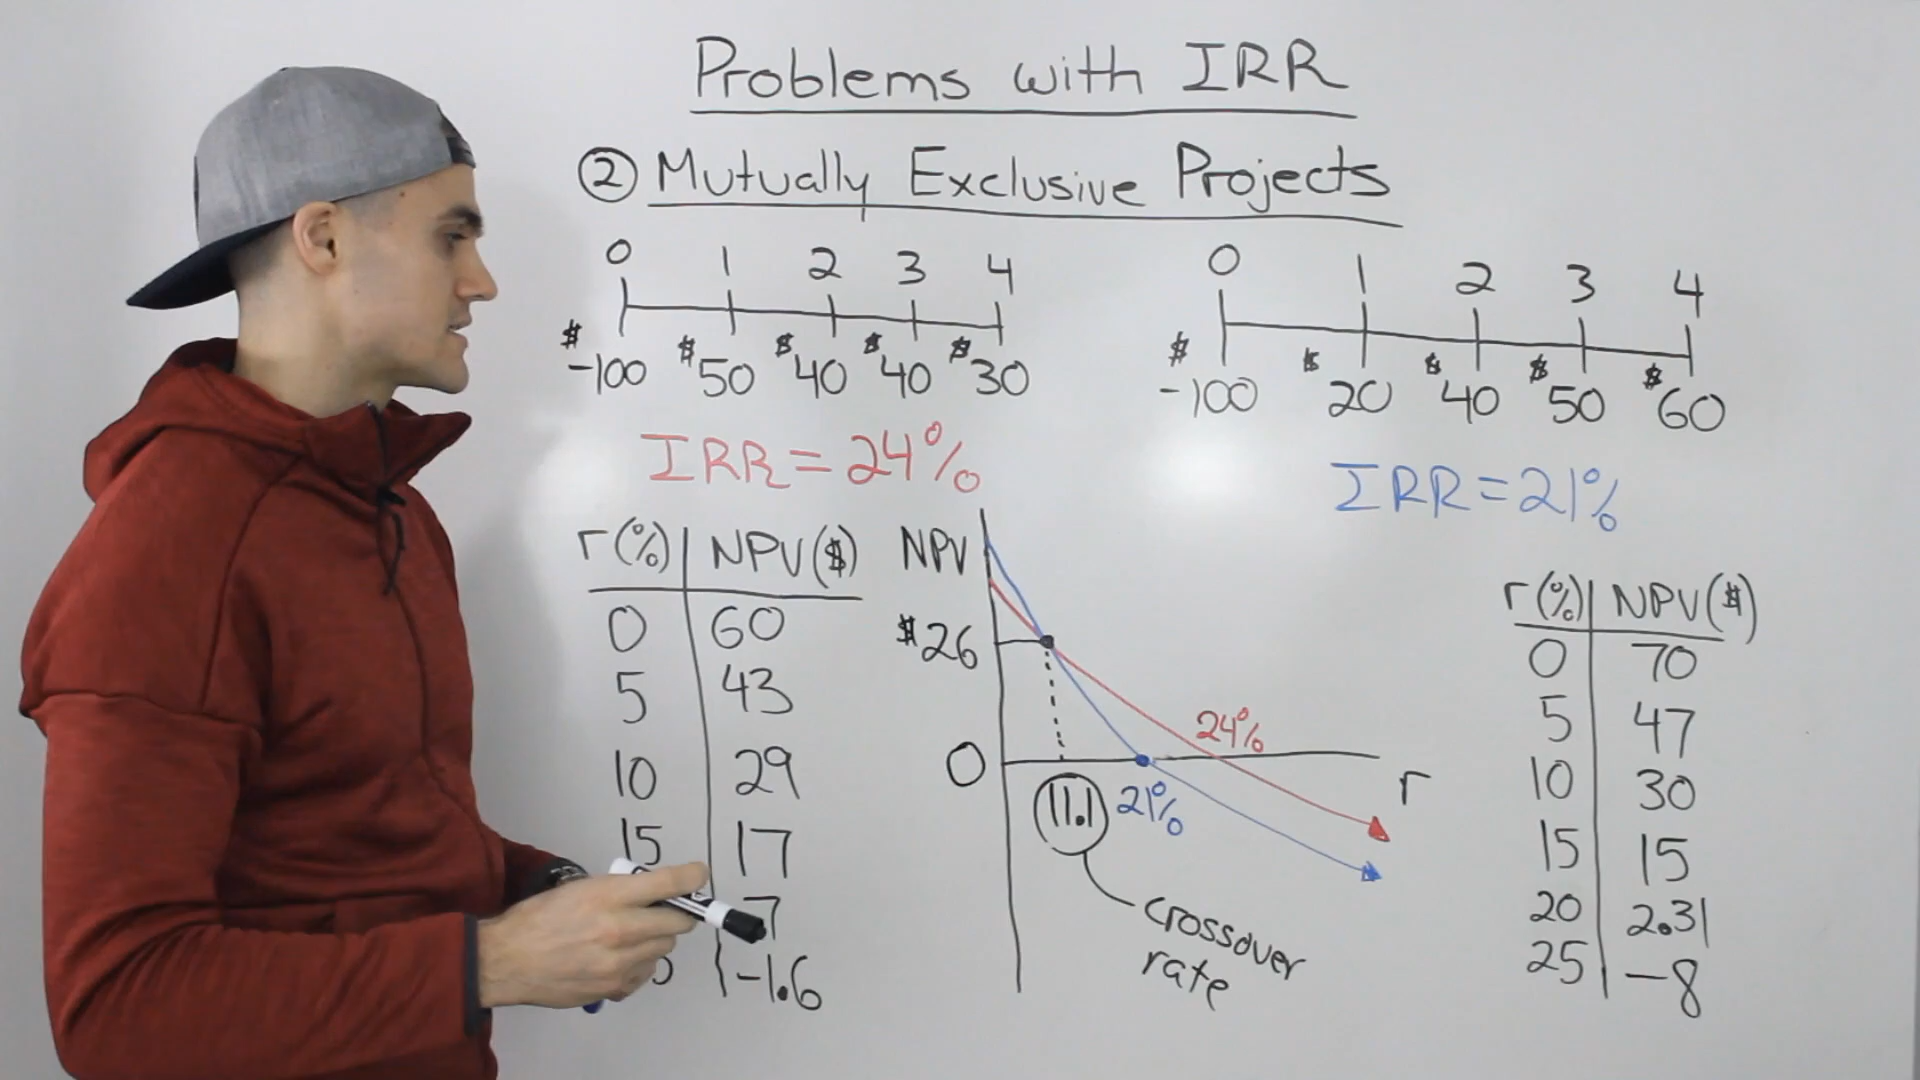 Problems with IRR
② Mutually Exclusive Projects
0 1 2 3 4
$-100 $50 $40 $40 $30
IRR = 24%
0 1 2 3 4
$-100 $20 $40 $50 $60
IRR = 21%
r(%) NPV($)
0 60
5 43
10 29
15 17
7
-1.6
NPV
$26
0
24%
21%
r
11.1
crossover
rate
r(%) NPV($)
0 70
5 47
10 30
15 15
20 2.31
25 -8